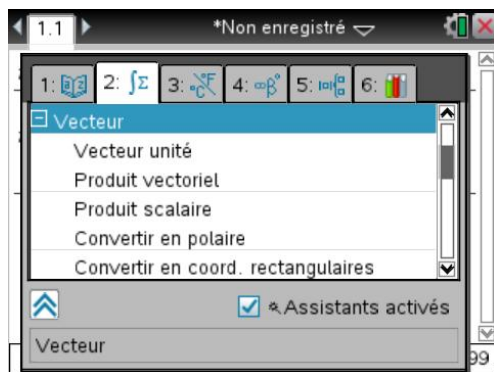 1.1 *Non enregistré
1: 2: ∫Σ 3: °C°F 4: ∞β° 5: 6:
Vecteur
Vecteur unité
Produit vectoriel
Produit scalaire
Convertir en polaire
Convertir en coord. rectangulaires
Assistants activés
Vecteur
99